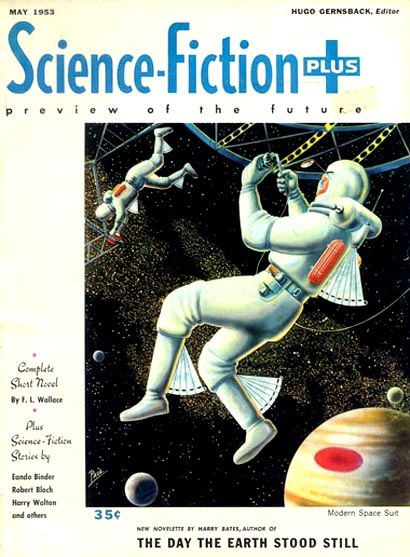 MAY 1953
HUGO GERNSBACK, Editor
Science-Fiction PLUS
preview of the future
Complete
Short Novel
By F. L. Wallace
Plus
Science-Fiction
Stories by
Eando Binder
Robert Bloch
Harry Walton
and others
35¢
Modern Space Suit
NEW NOVELETTE BY HARRY BATES, AUTHOR OF
THE DAY THE EARTH STOOD STILL